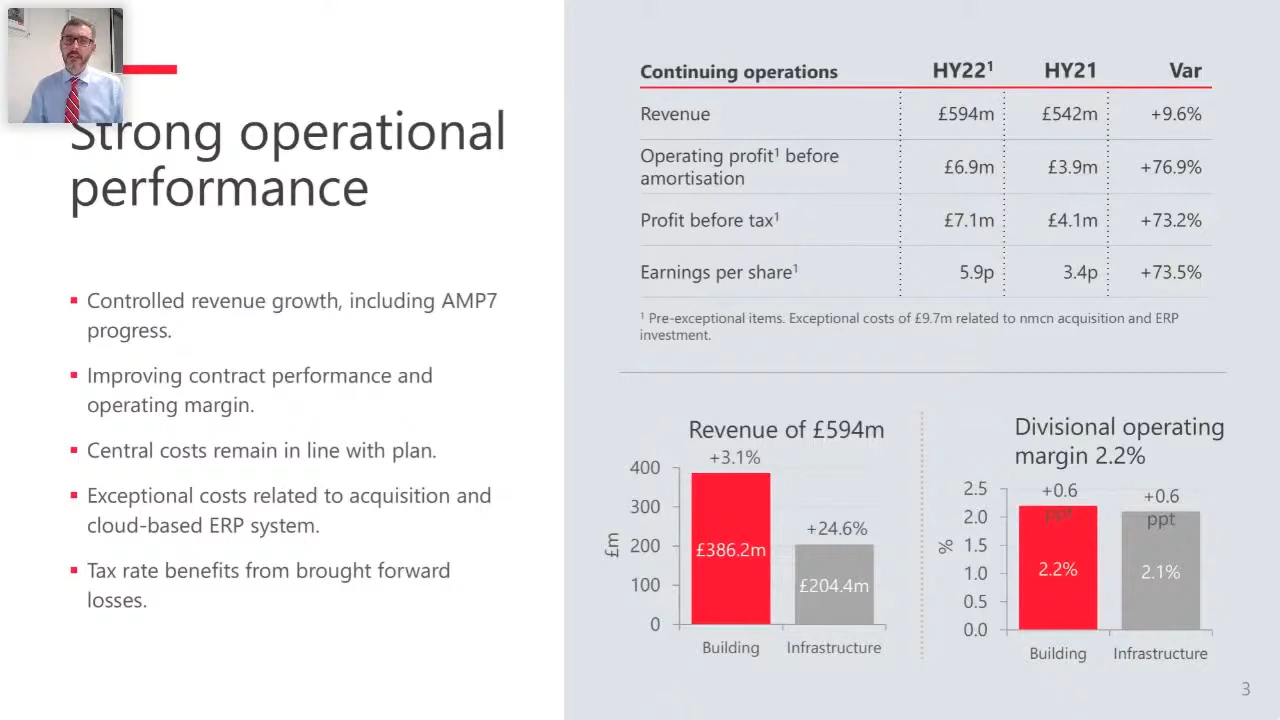 Strong operational
performance
Controlled revenue growth, including AMP7
progress.
Improving contract performance and
operating margin.
Central costs remain in line with plan.
Exceptional costs related to acquisition and
cloud-based ERP system.
Tax rate benefits from brought forward
losses.
Continuing operations HY22¹ HY21 Var
Revenue £594m £542m +9.6%
Operating profit¹ before
amortisation £6.9m £3.9m +76.9%
Profit before tax¹ £7.1m £4.1m +73.2%
Earnings per share¹ 5.9p 3.4p +73.5%
¹ Pre-exceptional items. Exceptional costs of £9.7m related to nmcn acquisition and ERP
investment.
Revenue of £594m
+3.1%
+24.6%
400
300
200
100
0
£m
£386.2m
£204.4m
Building Infrastructure
Divisional operating
margin 2.2%
+0.6
ppt
+0.6
ppt
2.5
2.0
1.5
1.0
0.5
0.0
%
2.2%
2.1%
Building Infrastructure
3